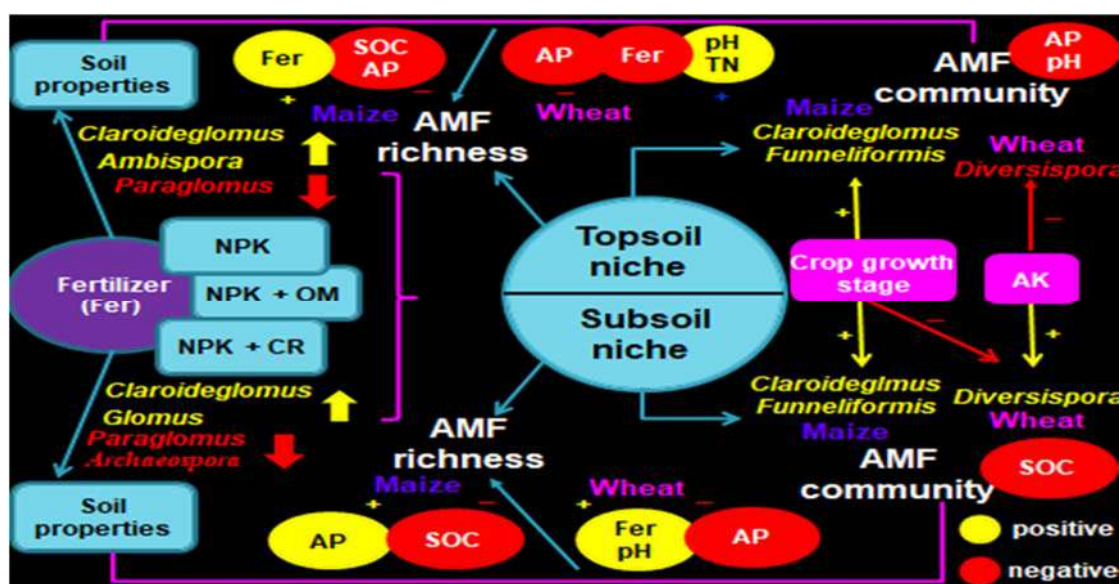 Soil
properties
Fer
SOC
AP
AP
Fer
pH
TN
AP
pH
+
−
−
+
Maize
AMF
richness
Wheat
AMF
community
Claroideglomus
Ambispora
Paraglomus
Maize
Claroideglomus
Funneliformis
Wheat
Diversispora
Fertilizer
(Fer)
NPK
NPK + OM
NPK + CR
Topsoil
niche
Subsoil
niche
+
−
Crop growth
stage
AK
+
−
+
Claroideglomus
Glomus
Paraglomus
Archaeospora
Claroideglmus
Funneliformis
Maize
Diversispora
Wheat
AMF
richness
AMF
community
SOC
Soil
properties
Maize
+
−
Wheat
+
−
AP
SOC
Fer
pH
AP
positive
negative